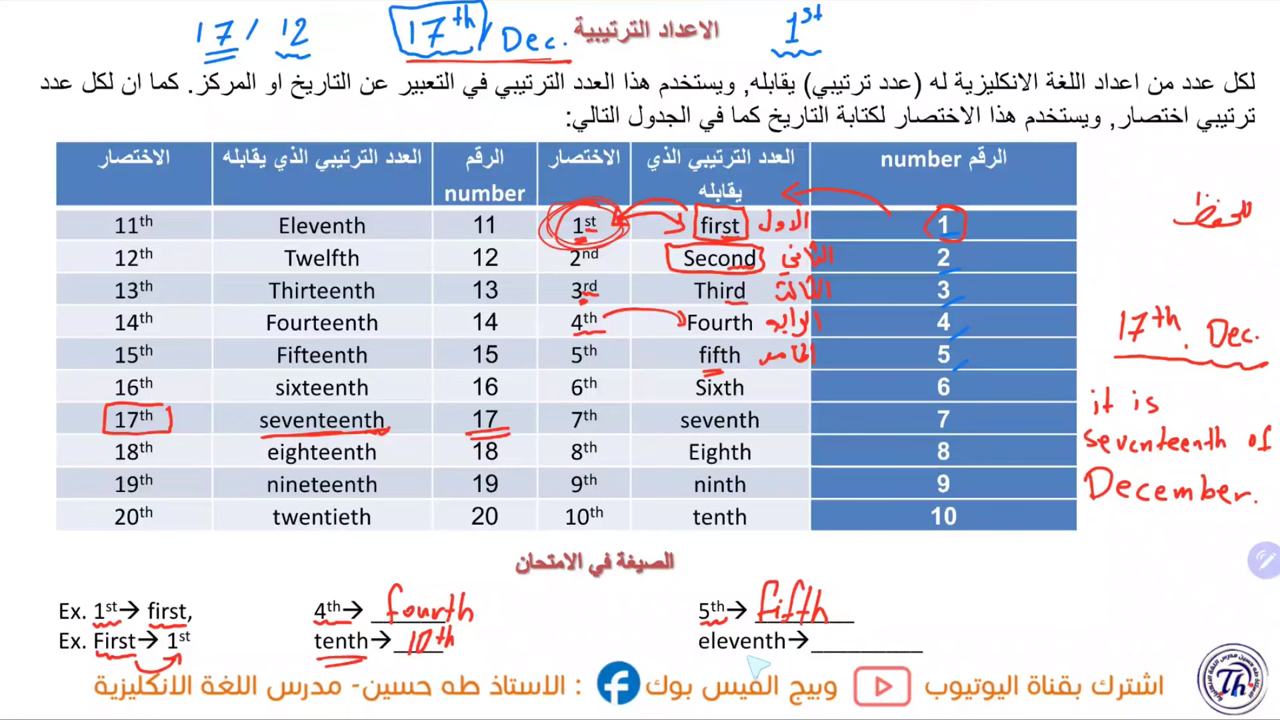 17 / 12 17th / Dec. الاعداد الترتيبية 1st
لكل عدد من اعداد اللغة الانكليزية له (عدد ترتيبي) يقابله, ويستخدم هذا العدد الترتيبي في التعبير عن التاريخ او المركز. كما ان لكل عدد
ترتيبي اختصار, ويستخدم هذا الاختصار لكتابة التاريخ كما في الجدول التالي:
الرقم number العدد الترتيبي الذي يقابله الاختصار الرقم number العدد الترتيبي الذي يقابله الاختصار
1 first الاول 1st 11 Eleventh 11th
2 Second الثاني 2nd 12 Twelfth 12th
3 Third الثالث 3rd 13 Thirteenth 13th
4 Fourth الرابع 4th 14 Fourteenth 14th
5 fifth الخامس 5th 15 Fifteenth 15th
6 Sixth 6th 16 sixteenth 16th
7 seventh 7th 17 seventeenth 17th
8 Eighth 8th 18 eighteenth 18th
9 ninth 9th 19 nineteenth 19th
10 tenth 10th 20 twentieth 20th
للحفظ
17th. Dec.
it is
seventeenth of
December.
الصيغة في الامتحان
Ex. 1st→ first, 4th→ fourth 5th→ fifth
Ex. First→ 1st tenth→ 10th eleventh→
اشترك بقناة اليوتيوب وبيج الفيس بوك : الاستاذ طه حسين- مدرس اللغة الانكليزية
Th